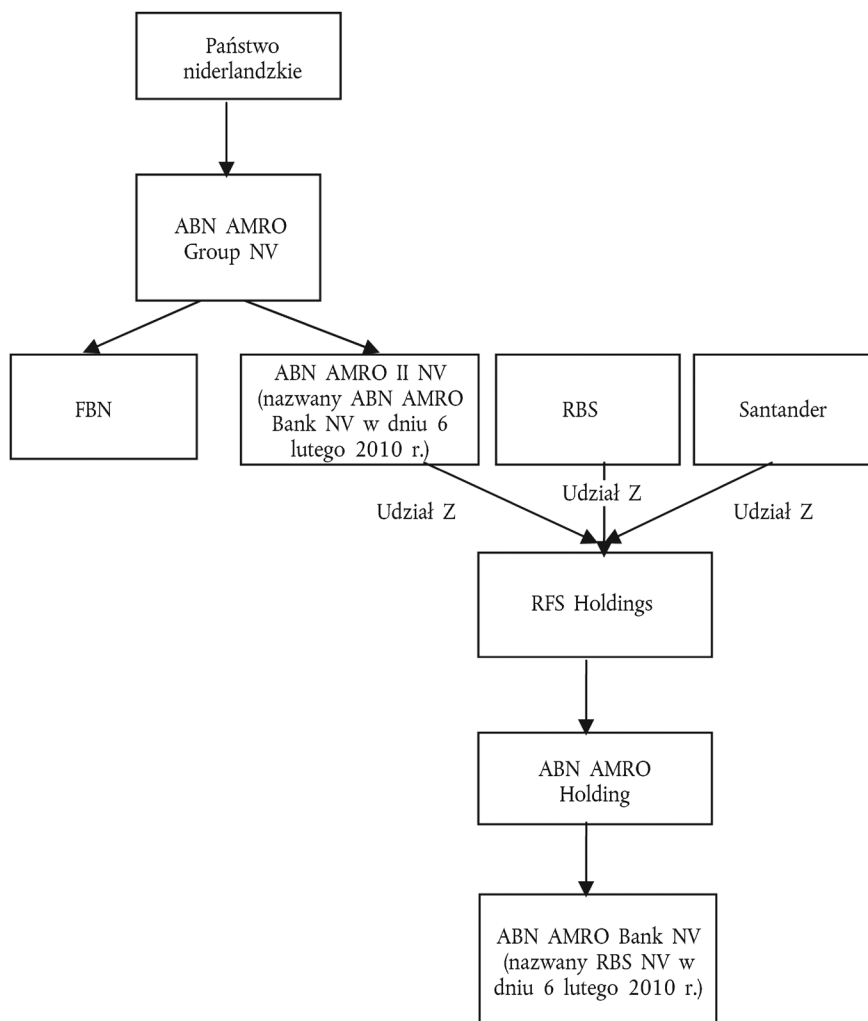 Państwo
niderlandzkie
ABN AMRO
Group NV
FBN
ABN AMRO II NV
(nazwany ABN AMRO
Bank NV w dniu 6
lutego 2010 r.)
RBS
Santander
Udział Z
Udział Z
Udział Z
RFS Holdings
ABN AMRO
Holding
ABN AMRO Bank NV
(nazwany RBS NV w
dniu 6 lutego 2010 r.)